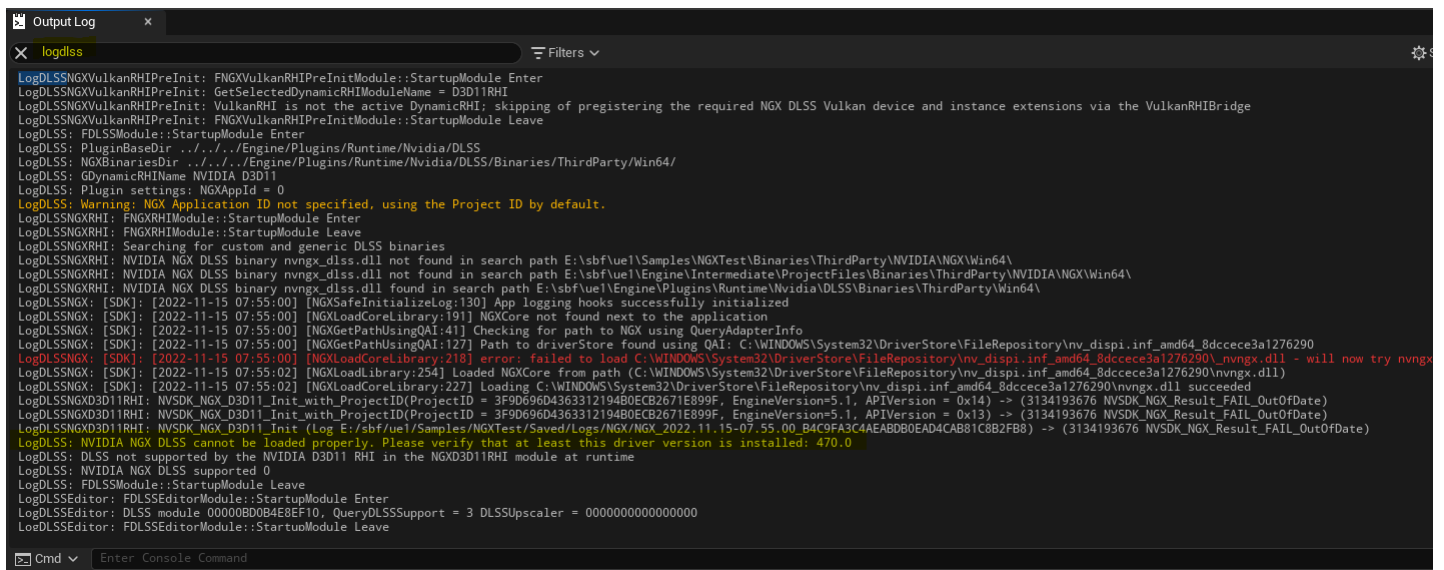 Output Log
logdlss
Filters
LogDLSSNGXVulkanRHIPreInit: FNGXVulkanRHIPreInitModule::StartupModule Enter
LogDLSSNGXVulkanRHIPreInit: GetSelectedDynamicRHIModuleName = D3D11RHI
LogDLSSNGXVulkanRHIPreInit: VulkanRHI is not the active DynamicRHI; skipping of pregistering the required NGX DLSS Vulkan device and instance extensions via the VulkanRHIBridge
LogDLSSNGXVulkanRHIPreInit: FNGXVulkanRHIPreInitModule::StartupModule Leave
LogDLSS: FDLSSModule::StartupModule Enter
LogDLSS: PluginBaseDir ../../../Engine/Plugins/Runtime/Nvidia/DLSS
LogDLSS: NGXBinariesDir ../../../Engine/Plugins/Runtime/Nvidia/DLSS/Binaries/ThirdParty/Win64/
LogDLSS: GDynamicRHIName NVIDIA D3D11
LogDLSS: Plugin settings: NGXAppId = 0
LogDLSS: Warning: NGX Application ID not specified, using the Project ID by default.
LogDLSSNGXRHI: FNGXRHIModule::StartupModule Enter
LogDLSSNGXRHI: FNGXRHIModule::StartupModule Leave
LogDLSSNGXRHI: Searching for custom and generic DLSS binaries
LogDLSSNGXRHI: NVIDIA NGX DLSS binary nvngx_dlss.dll not found in search path E:\sbf\ue1\Samples\NGXTest\Binaries\ThirdParty\NVIDIA\NGX\Win64\
LogDLSSNGXRHI: NVIDIA NGX DLSS binary nvngx_dlss.dll not found in search path E:\sbf\ue1\Engine\Intermediate\ProjectFiles\Binaries\ThirdParty\NVIDIA\NGX\Win64\
LogDLSSNGXRHI: NVIDIA NGX DLSS binary nvngx_dlss.dll found in search path E:\sbf\ue1\Engine\Plugins\Runtime\Nvidia\DLSS\Binaries\ThirdParty\Win64\
LogDLSSNGX: [SDK]: [2022-11-15 07:55:00] [NGXSafeInitializeLog:130] App logging hooks successfully initialized
LogDLSSNGX: [SDK]: [2022-11-15 07:55:00] [NGXLoadCoreLibrary:191] NGXCore not found next to the application
LogDLSSNGX: [SDK]: [2022-11-15 07:55:00] [NGXGetPathUsingQAI:41] Checking for path to NGX using QueryAdapterInfo
LogDLSSNGX: [SDK]: [2022-11-15 07:55:00] [NGXGetPathUsingQAI:127] Path to driverStore found using QAI: C:\WINDOWS\System32\DriverStore\FileRepository\nv_dispi.inf_amd64_8dccece3a1276290
LogDLSSNGX: [SDK]: [2022-11-15 07:55:00] [NGXLoadCoreLibrary:218] error: failed to load C:\WINDOWS\System32\DriverStore\FileRepository\nv_dispi.inf_amd64_8dccece3a1276290\_nvngx.dll - will now try nvngx
LogDLSSNGX: [SDK]: [2022-11-15 07:55:02] [NGXLoadLibrary:254] Loaded NGXCore from path (C:\WINDOWS\System32\DriverStore\FileRepository\nv_dispi.inf_amd64_8dccece3a1276290\nvngx.dll)
LogDLSSNGX: [SDK]: [2022-11-15 07:55:02] [NGXLoadCoreLibrary:227] Loading C:\WINDOWS\System32\DriverStore\FileRepository\nv_dispi.inf_amd64_8dccece3a1276290\nvngx.dll succeeded
LogDLSSNGXD3D11RHI: NVSDK_NGX_D3D11_Init_with_ProjectID(ProjectID = 3F9D696D4363312194B0ECB2671E899F, EngineVersion=5.1, APIVersion = 0x14) -> (3134193676 NVSDK_NGX_Result_FAIL_OutOfDate)
LogDLSSNGXD3D11RHI: NVSDK_NGX_D3D11_Init_with_ProjectID(ProjectID = 3F9D696D4363312194B0ECB2671E899F, EngineVersion=5.1, APIVersion = 0x13) -> (3134193676 NVSDK_NGX_Result_FAIL_OutOfDate)
LogDLSSNGXD3D11RHI: NVSDK_NGX_D3D11_Init (Log E:/sbf/ue1/Samples/NGXTest/Saved/Logs/NGX/NGX_2022.11.15-07.55.00_B4C9FA3C4AEABDB0EAD4CAB81C8B2FB8) -> (3134193676 NVSDK_NGX_Result_FAIL_OutOfDate)
LogDLSS: NVIDIA NGX DLSS cannot be loaded properly. Please verify that at least this driver version is installed: 470.0
LogDLSS: DLSS not supported by the NVIDIA D3D11 RHI in the NGXD3D11RHI module at runtime
LogDLSS: NVIDIA NGX DLSS supported 0
LogDLSS: FDLSSModule::StartupModule Leave
LogDLSSEditor: FDLSSEditorModule::StartupModule Enter
LogDLSSEditor: DLSS module 00000BD0B4E8EF10, QueryDLSSSupport = 3 DLSSUpscaler = 0000000000000000
LogDLSSEditor: FDLSSEditorModule::StartupModule Leave
Cmd
Enter Console Command